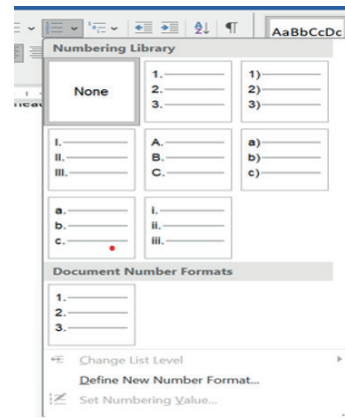 AaBbCcDc
Numbering Library
None
1.
2.
3.
1)
2)
3)
I.
II.
III.
A.
B.
C.
a)
b)
c)
a.
b.
c.
i.
ii.
iii.
Document Number Formats
1.
2.
3.
Change List Level
Define New Number Format...
Set Numbering Value...